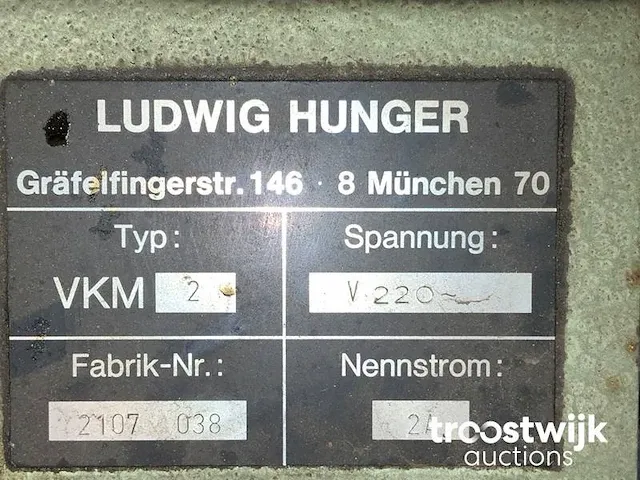 LUDWIG HUNGER
Gräfelfingerstr. 146 · 8 München 70
Typ:
VKM 2
Spannung:
V 220~
Fabrik-Nr.:
2107 038
Nennstrom:
2A
troostwijk
auctions